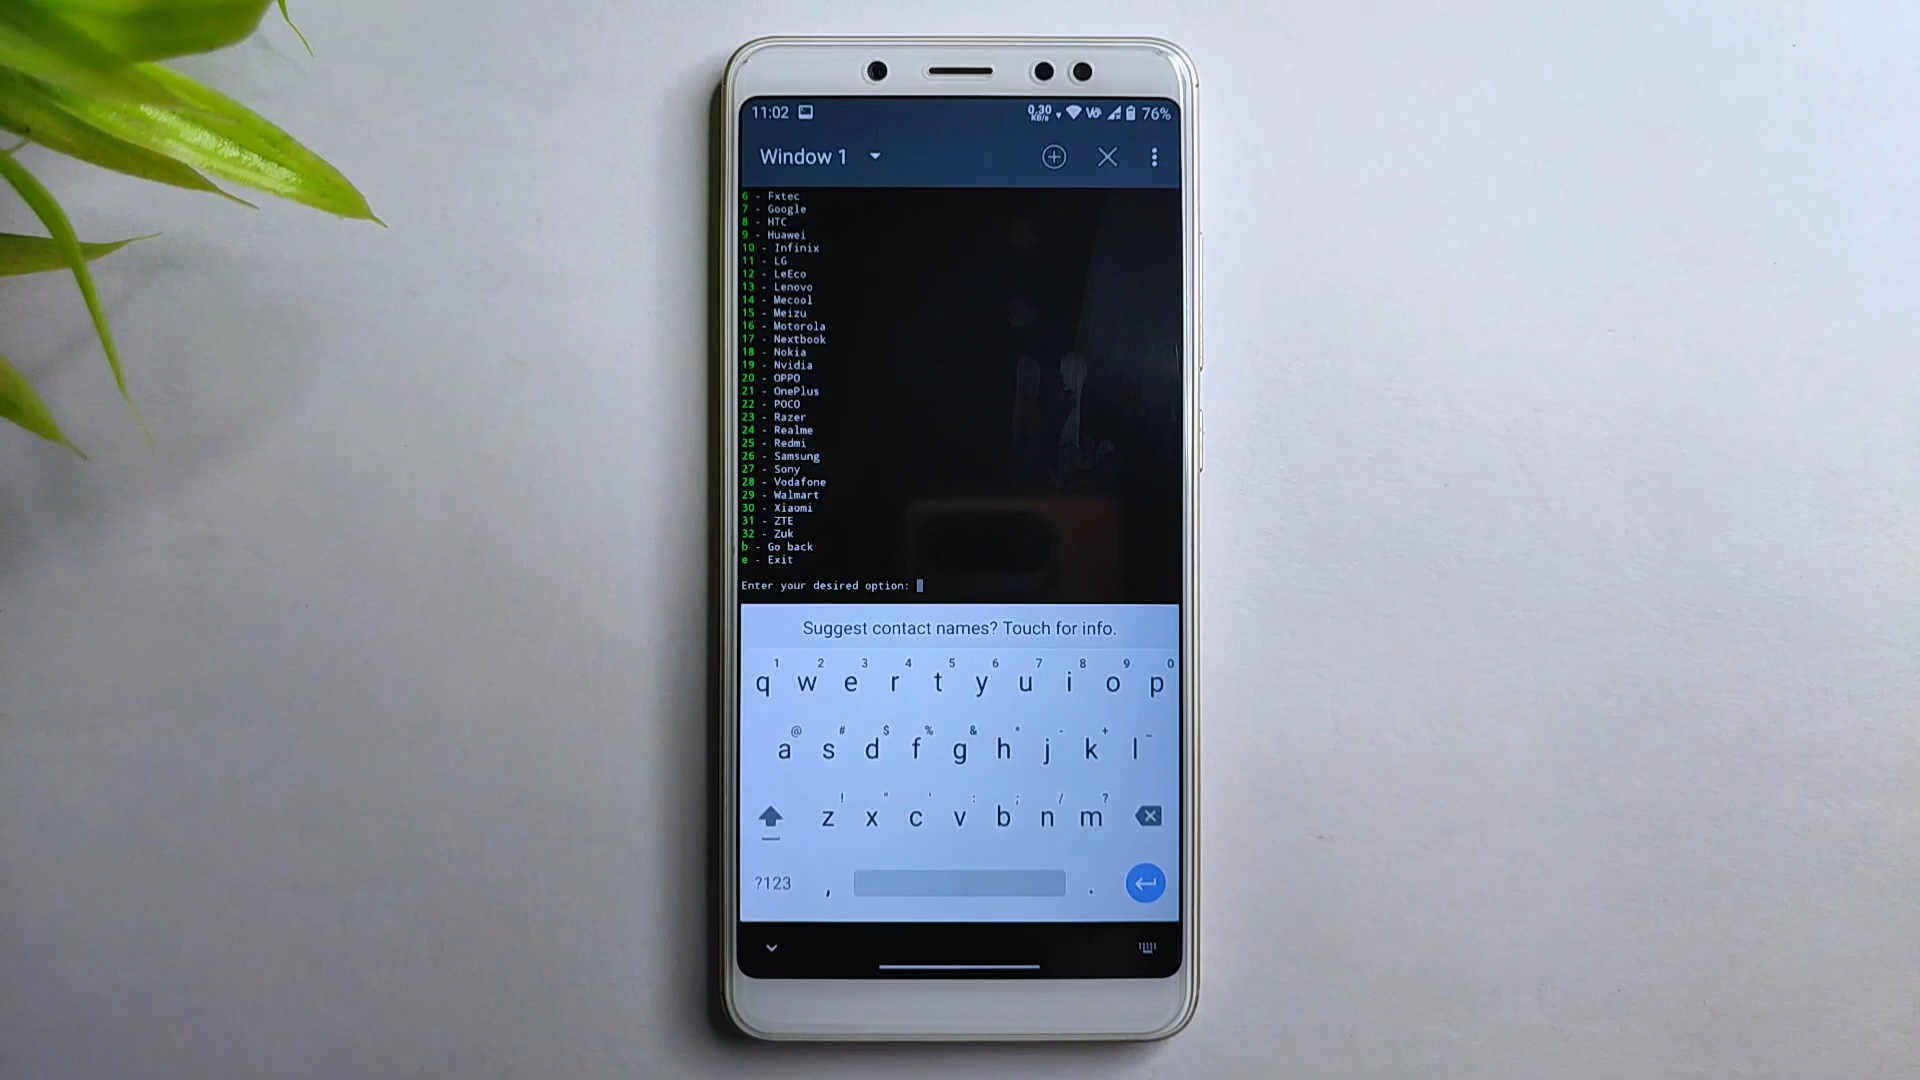 11:02 0.30 KB/s VoD 76%
Window 1
6 - Fxtec
7 - Google
8 - HTC
9 - Huawei
10 - Infinix
11 - LG
12 - LeEco
13 - Lenovo
14 - Mecool
15 - Meizu
16 - Motorola
17 - Nextbook
18 - Nokia
19 - Nvidia
20 - OPPO
21 - OnePlus
22 - POCO
23 - Razer
24 - Realme
25 - Redmi
26 - Samsung
27 - Sony
28 - Vodafone
29 - Walmart
30 - Xiaomi
31 - ZTE
32 - Zuk
b - Go back
e - Exit
Enter your desired option:
Suggest contact names? Touch for info.
1 2 3 4 5 6 7 8 9 0
q w e r t y u i o p
@ # $ % & * - + _
a s d f g h j k l
! " ' : ; / ?
z x c v b n m
?123 , .